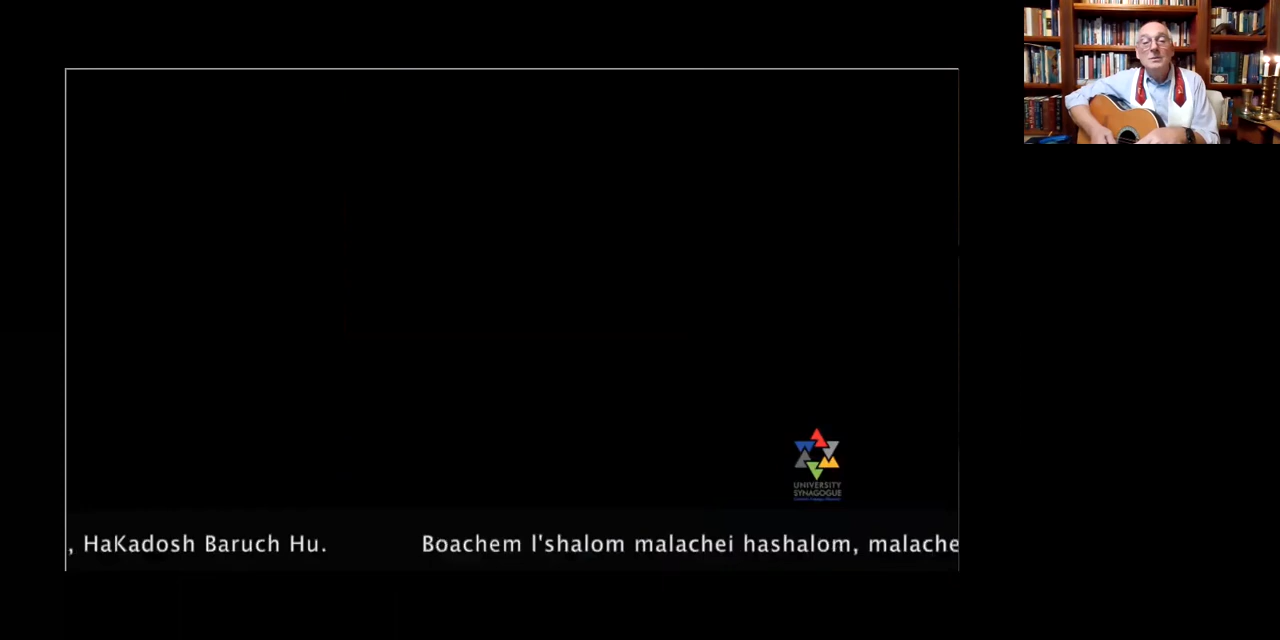 UNIVERSITY
SYNAGOGUE
, HaKadosh Baruch Hu. Boachem l'shalom malachei hashalom, malache